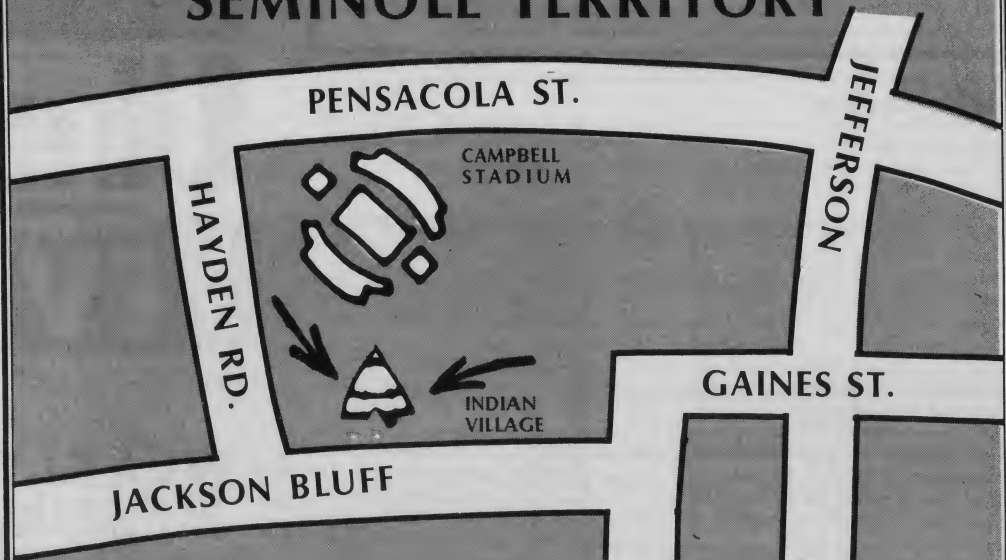 SEMINOLE TERRITORY
PENSACOLA ST.
JEFFERSON
CAMPBELL
STADIUM
HAYDEN RD.
GAINES ST.
INDIAN
VILLAGE
JACKSON BLUFF